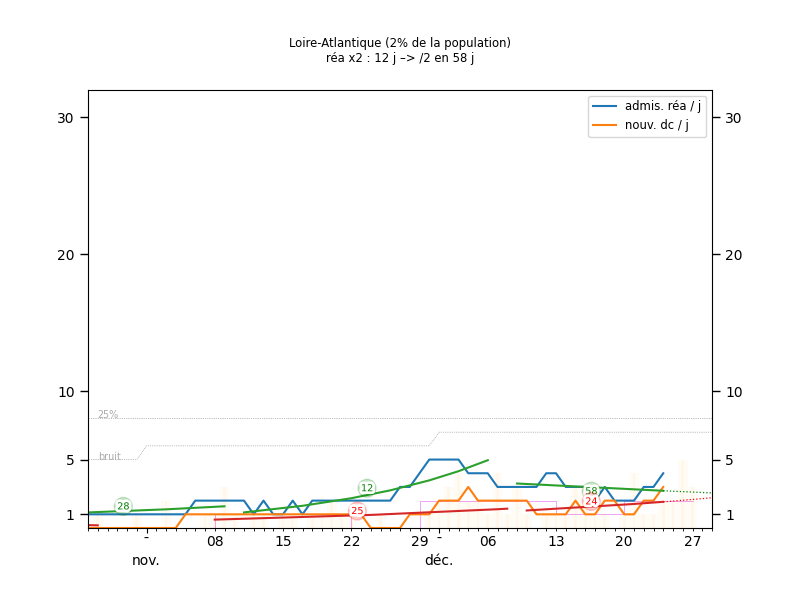 Loire-Atlantique (2% de la population)
réa x2 : 12 j –> /2 en 58 j
admis. réa / j
nouv. dc / j
30 30
20 20
10 10
25%
bruit
5 5
1 1
28 12 58
25 24
- 08 15 22 29 - 06 13 20 27
nov. déc.